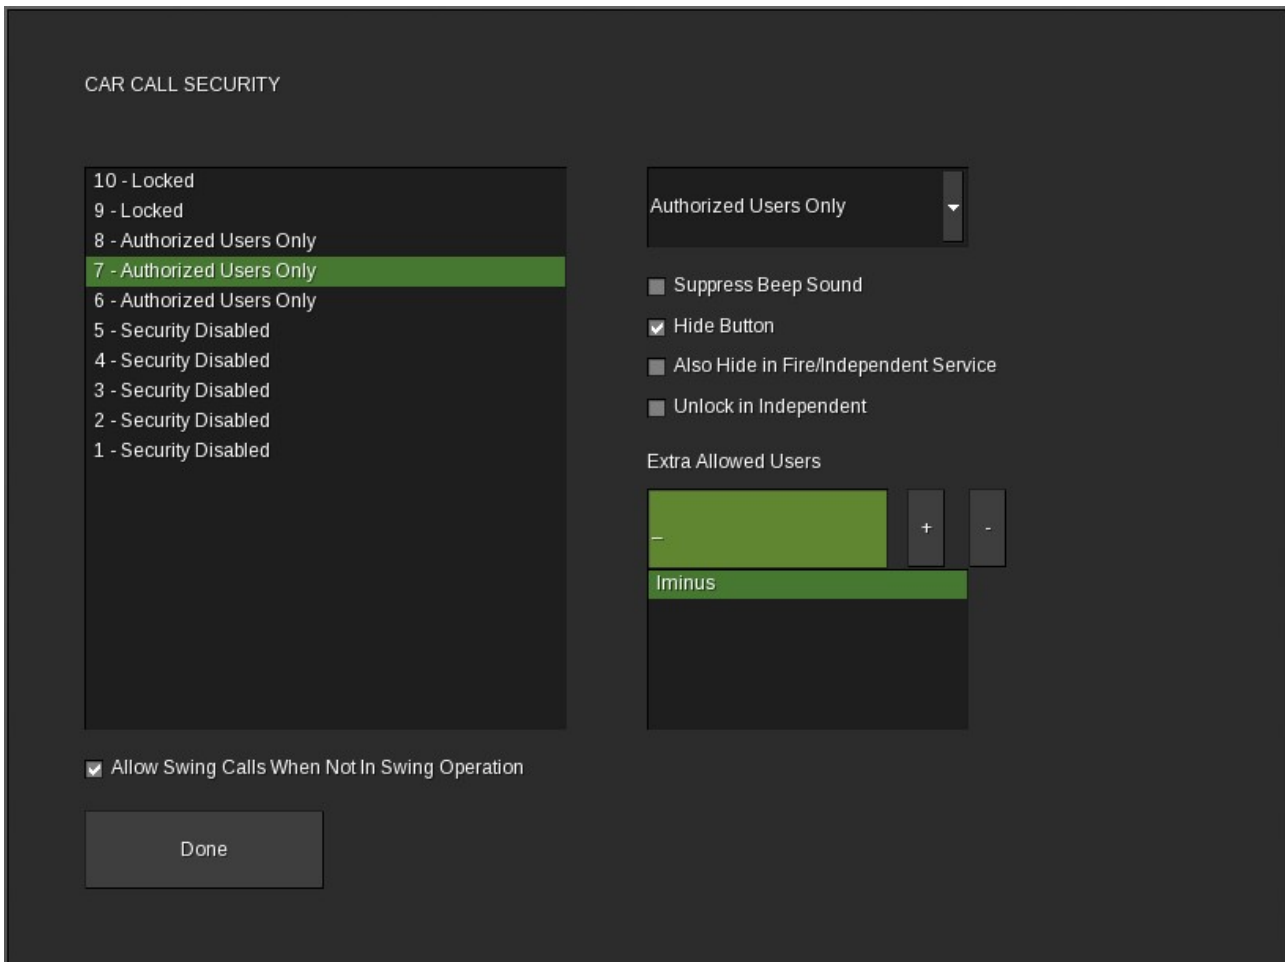 CAR CALL SECURITY
10 - Locked
9 - Locked
8 - Authorized Users Only
7 - Authorized Users Only
6 - Authorized Users Only
5 - Security Disabled
4 - Security Disabled
3 - Security Disabled
2 - Security Disabled
1 - Security Disabled
Authorized Users Only
Suppress Beep Sound
Hide Button
Also Hide in Fire/Independent Service
Unlock in Independent
Extra Allowed Users
_
+ -
Iminus
Allow Swing Calls When Not In Swing Operation
Done